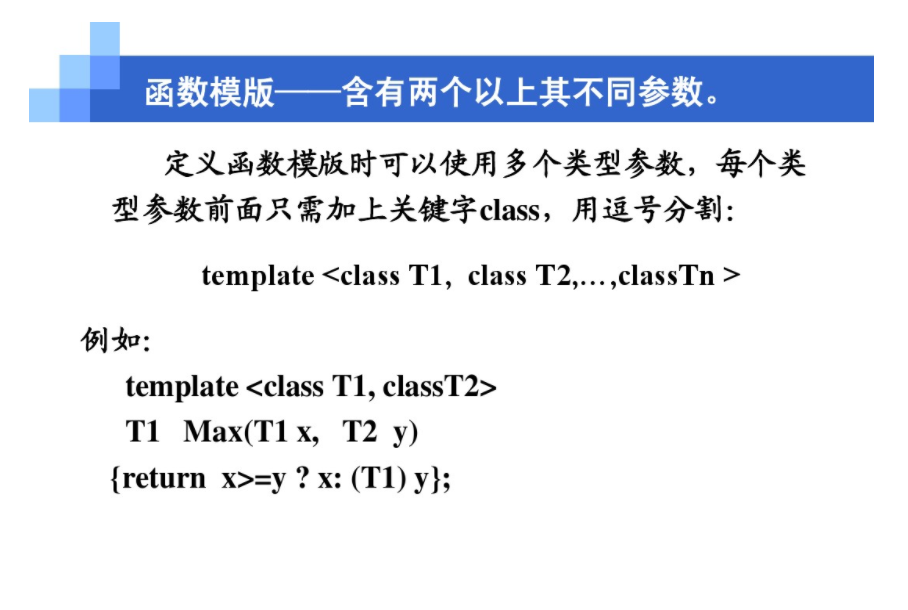 函数模版——含有两个以上其不同参数。
定义函数模版时可以使用多个类型参数，每个类
型参数前面只需加上关键字class，用逗号分割:
template <class T1, class T2,…,classTn >
例如:
template <class T1, classT2>
T1 Max(T1 x, T2 y)
{return x>=y ? x: (T1) y};